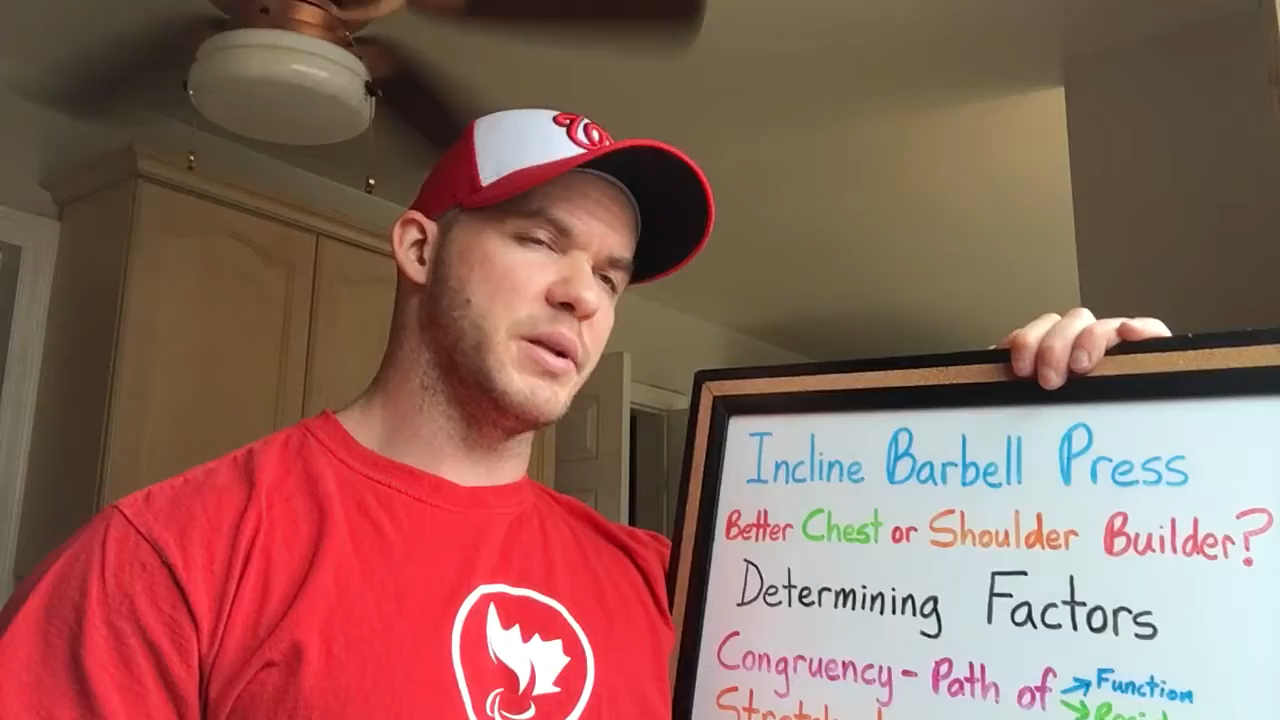 Incline Barbell Press
Better Chest or Shoulder Builder?
Determining Factors
Congruency - Path of → Function